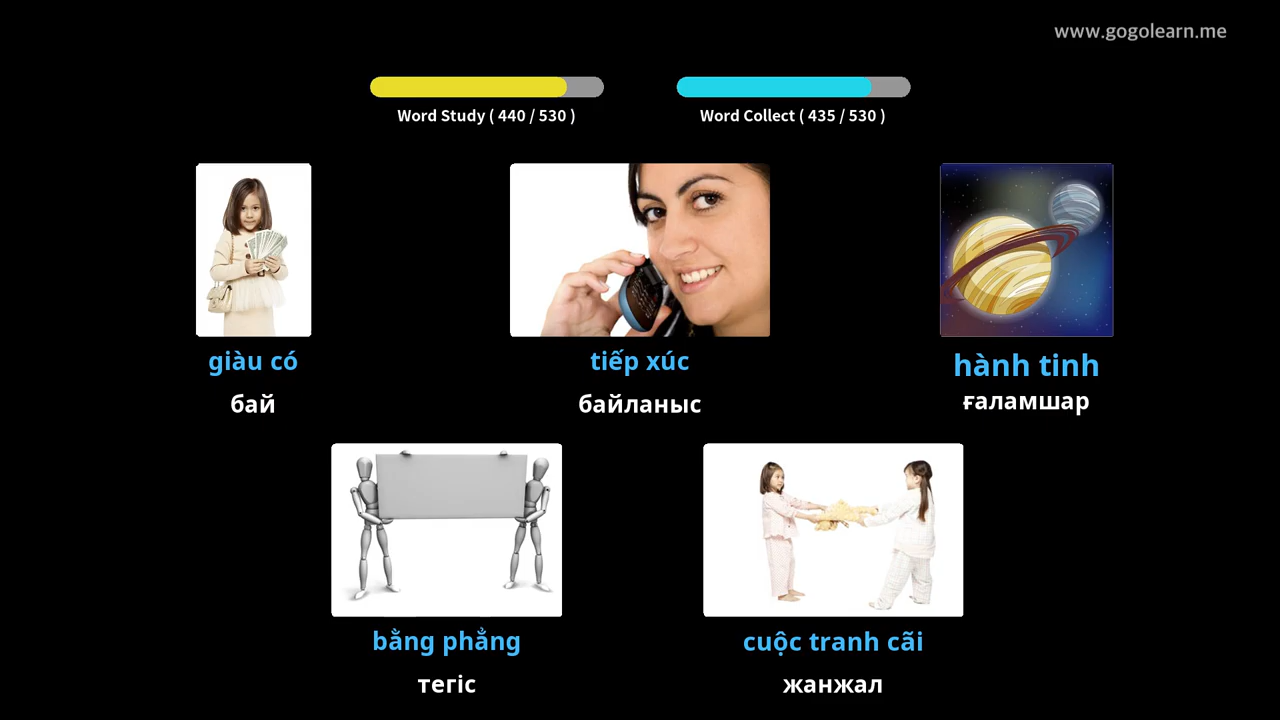 www.gogolearn.me
Word Study ( 440 / 530 )
Word Collect ( 435 / 530 )
giàu có
бай
tiếp xúc
байланыс
hành tinh
ғаламшар
bằng phẳng
тегіс
cuộc tranh cãi
жанжал